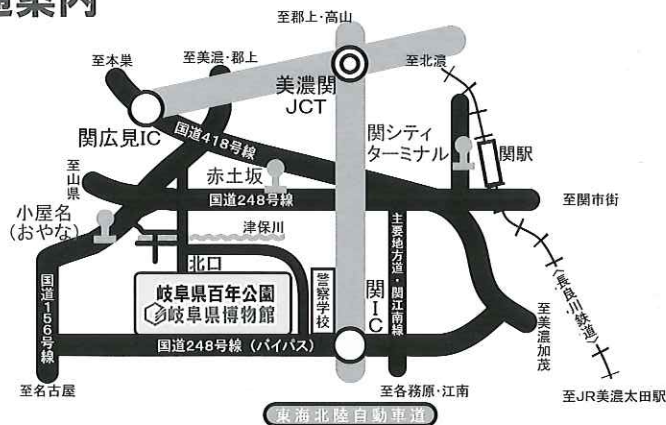 通案内
至郡上・高山
至本巣
至美濃・郡上
至北濃
美濃関
JCT
関広見IC
国道418号線
関シティ
ターミナル
関駅
至山県
赤土坂
国道248号線
至関市街
小屋名
(おやな)
津保川
北口
主要地方道・関江南線
警察学校
関IC
国道156号線
岐阜県百年公園
岐阜県博物館
国道248号線(バイパス)
至美濃加茂
〈長良川鉄道〉
至名古屋
至各務原・江南
至JR美濃太田駅
東海北陸自動車道